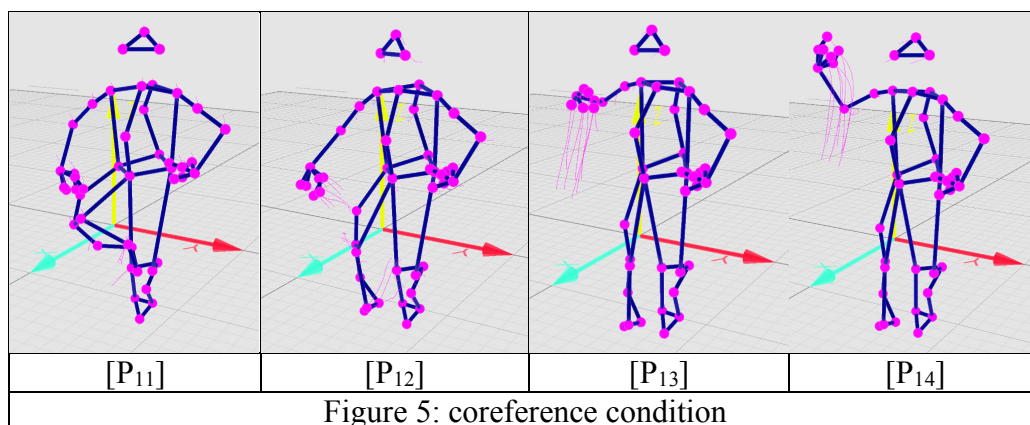 [P₁₁] [P₁₂] [P₁₃] [P₁₄]
Figure 5: coreference condition